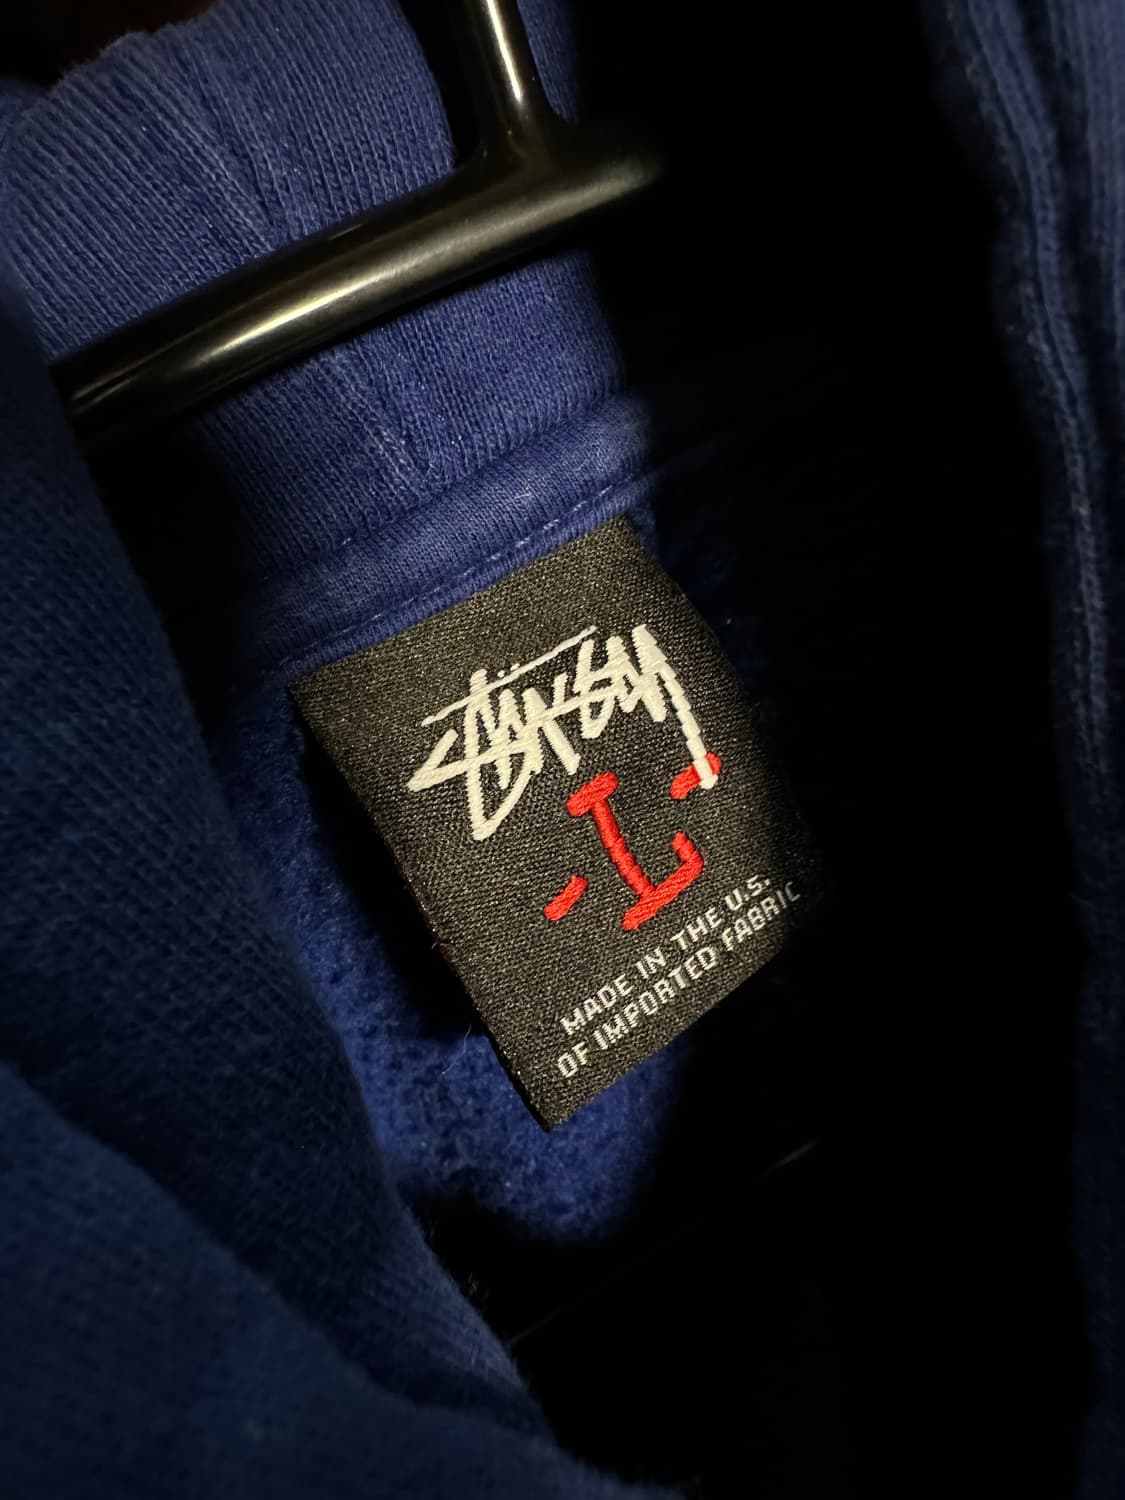 STÜSSY
- L -
MADE IN THE U.S.
OF IMPORTED FABRIC